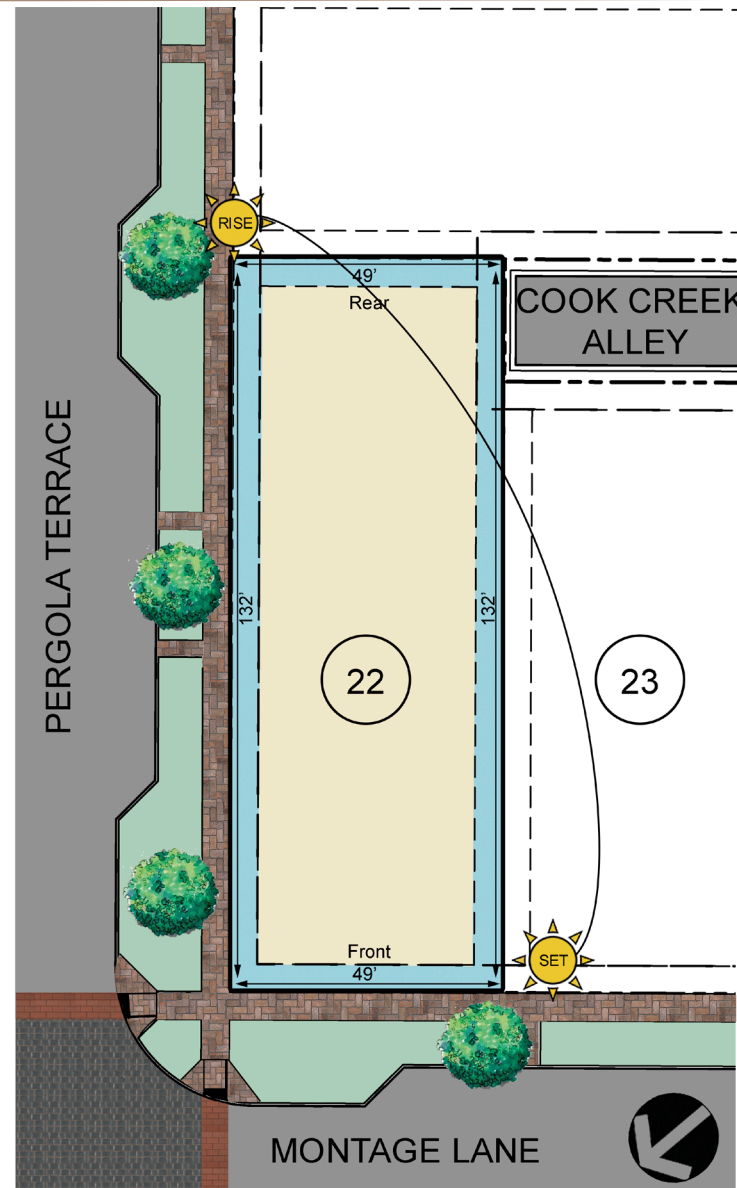 RISE
49'
Rear
COOK CREEK
ALLEY
PERGOLA TERRACE
132'
132'
22
23
Front
49'
SET
MONTAGE LANE